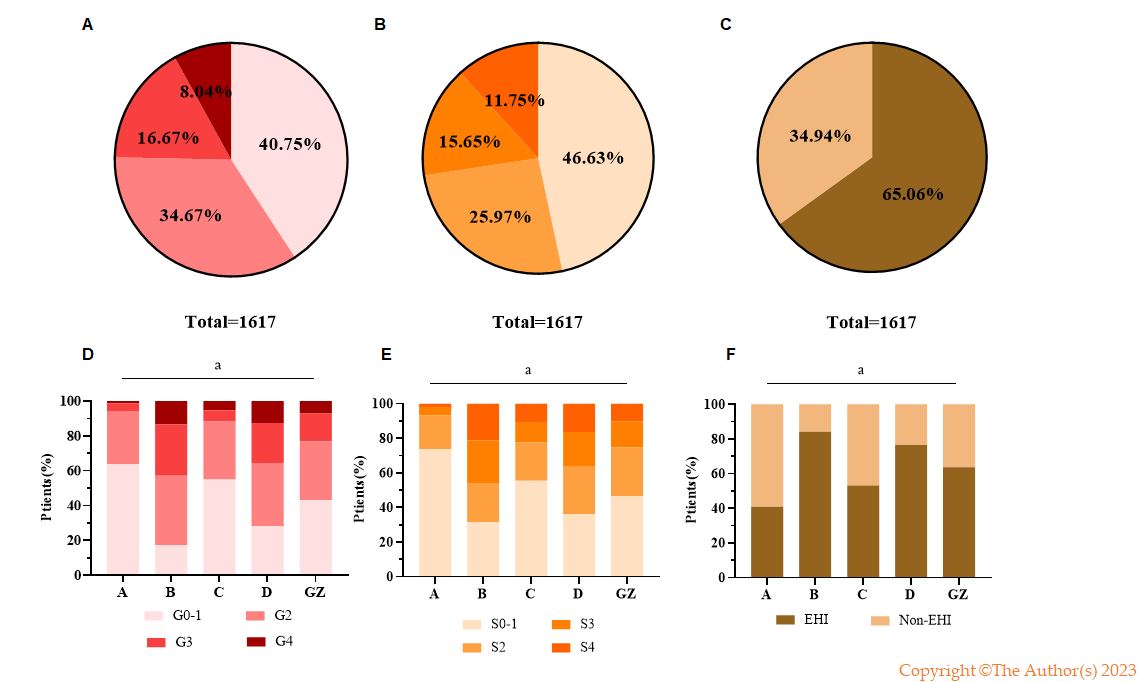 A B C
8.04%
16.67% 40.75%
34.67%
11.75%
15.65% 46.63%
25.97%
34.94%
65.06%
Total=1617 Total=1617 Total=1617
D
a
Ptients(%)
100
80
60
40
20
0
A B C D GZ
G0-1 G2
G3 G4
E
a
Ptients(%)
100
80
60
40
20
0
A B C D GZ
S0-1 S3
S2 S4
F
a
Ptients(%)
100
80
60
40
20
0
A B C D GZ
EHI Non-EHI
Copyright ©The Author(s) 2023